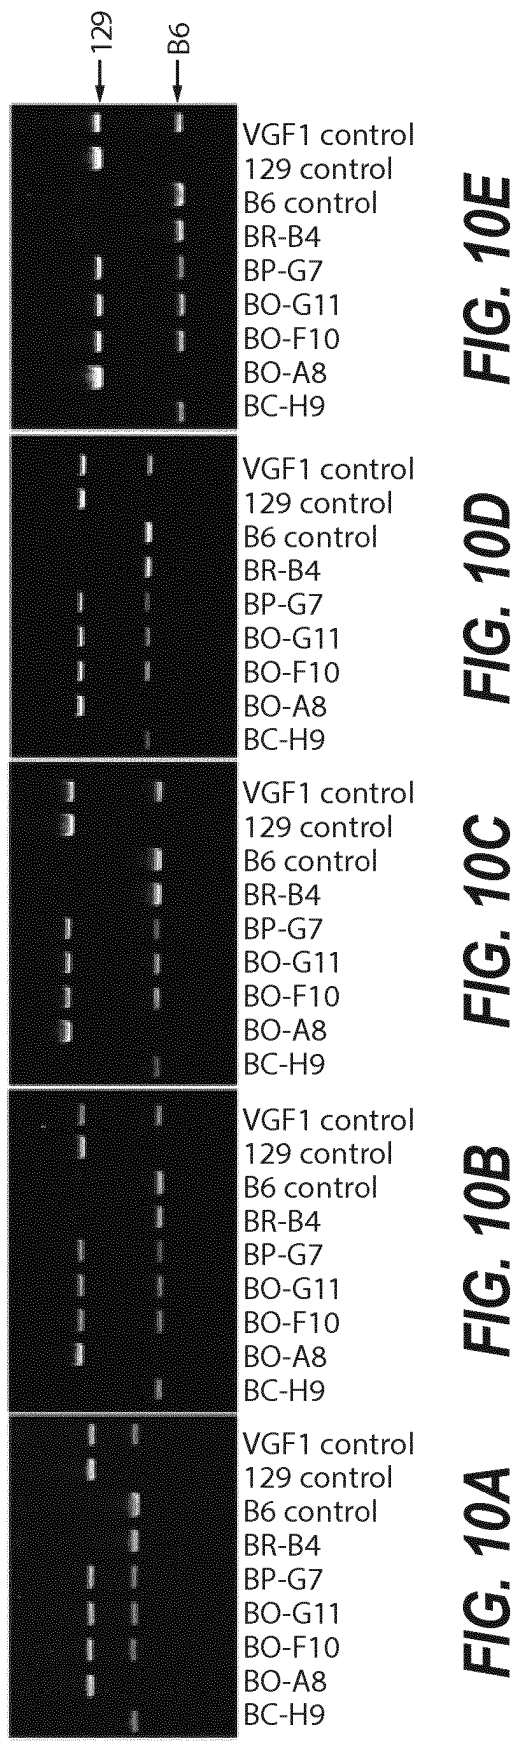 129
B6
VGF1 control
129 control
B6 control
BR-B4
BP-G7
BO-G11
BO-F10
BO-A8
BC-H9
FIG. 10E
VGF1 control
129 control
B6 control
BR-B4
BP-G7
BO-G11
BO-F10
BO-A8
BC-H9
FIG. 10D
VGF1 control
129 control
B6 control
BR-B4
BP-G7
BO-G11
BO-F10
BO-A8
BC-H9
FIG. 10C
VGF1 control
129 control
B6 control
BR-B4
BP-G7
BO-G11
BO-F10
BO-A8
BC-H9
FIG. 10B
VGF1 control
129 control
B6 control
BR-B4
BP-G7
BO-G11
BO-F10
BO-A8
BC-H9
FIG. 10A